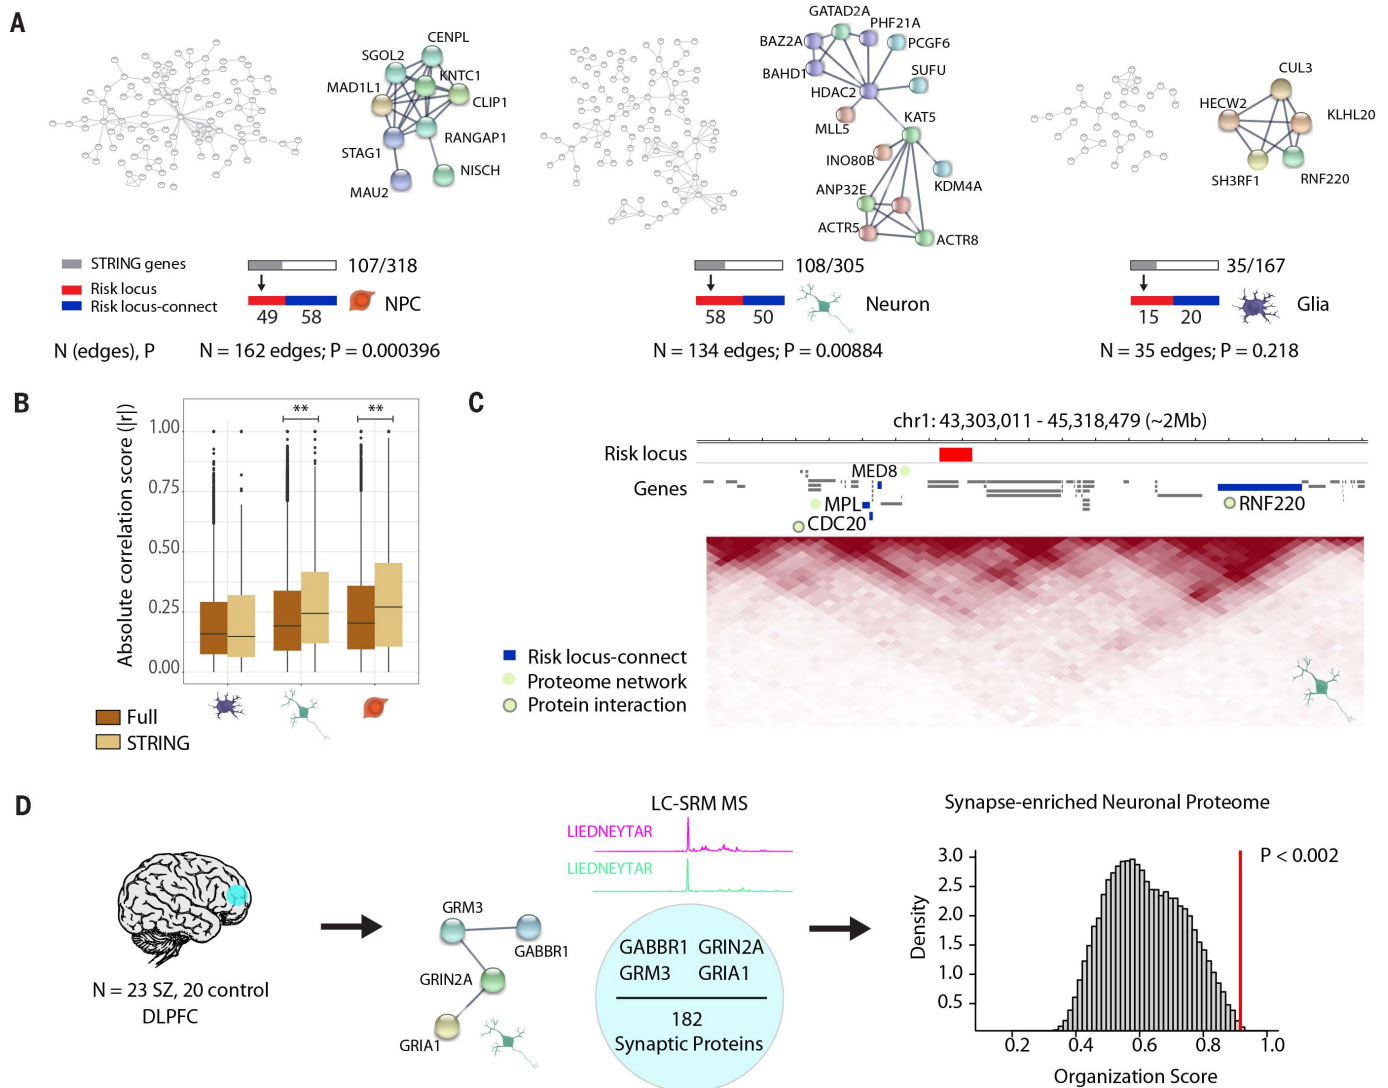 A
CENPL
SGOL2
KNTC1
MAD1L1
CLIP1
RANGAP1
STAG1
NISCH
MAU2
GATAD2A
PHF21A
BAZ2A
PCGF6
BAHD1
SUFU
HDAC2
MLL5
KAT5
INO80B
KDM4A
ANP32E
ACTR5
ACTR8
CUL3
HECW2
KLHL20
SH3RF1
RNF220
STRING genes
Risk locus
Risk locus-connect
107/318
49 58
NPC
108/305
58 50
Neuron
35/167
15 20
Glia
N (edges), P
N = 162 edges; P = 0.000396
N = 134 edges; P = 0.00884
N = 35 edges; P = 0.218
B
Absolute correlation score (|r|)
1.00
0.75
0.50
0.25
0.00
**
**
Full
STRING
C
chr1: 43,303,011 - 45,318,479 (~2Mb)
Risk locus
Genes
MED8
MPL
CDC20
RNF220
Risk locus-connect
Proteome network
Protein interaction
D
N = 23 SZ, 20 control
DLPFC
GRM3
GABBR1
GRIN2A
GRIA1
LC-SRM MS
LIEDNEYTAR
LIEDNEYTAR
GABBR1 GRIN2A
GRM3 GRIA1
182
Synaptic Proteins
Synapse-enriched Neuronal Proteome
P < 0.002
Density
3.0
2.5
2.0
1.5
1.0
0.5
0.2 0.4 0.6 0.8 1.0
Organization Score